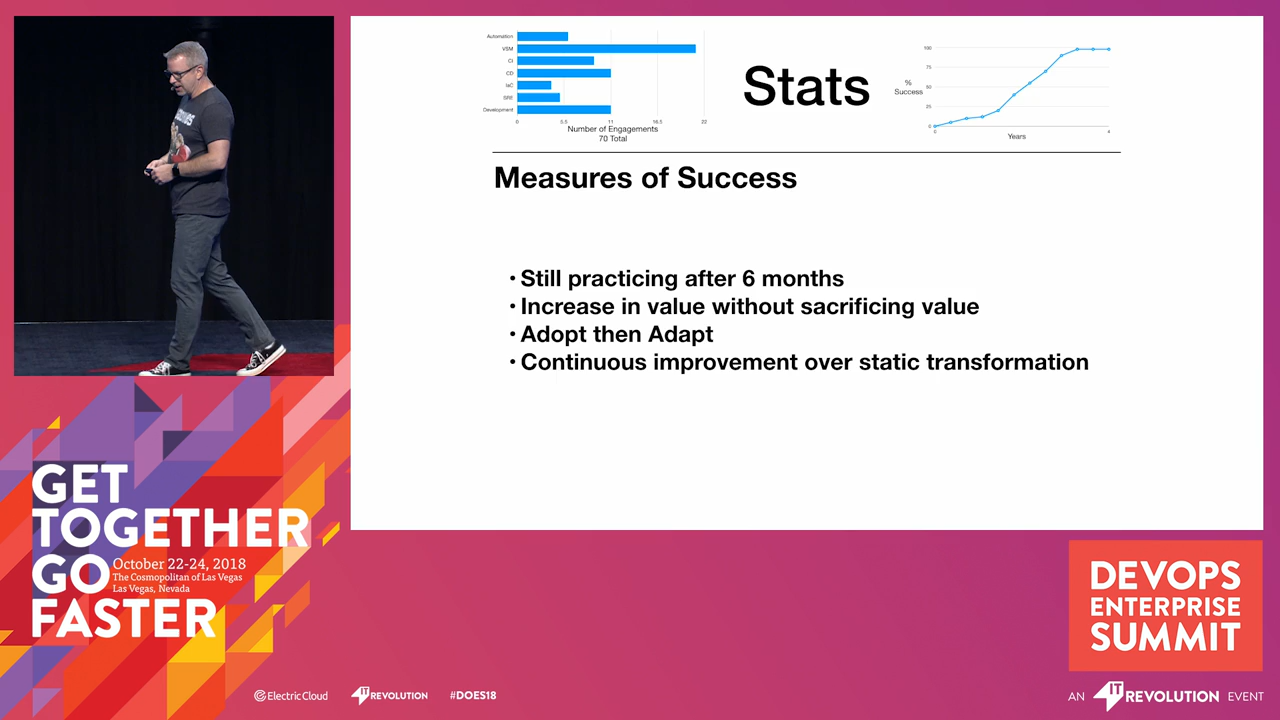 Automation
VSM
CI
CD
IaC
SRE
Development
0 5.5 11 16.5 22
Number of Engagements
70 Total
Stats
%
Success
100
75
50
25
0
0 4
Years
Measures of Success
• Still practicing after 6 months
• Increase in value without sacrificing value
• Adopt then Adapt
• Continuous improvement over static transformation
GET
TOGETHER
GO
FASTER
October 22-24, 2018
The Cosmopolitan of Las Vegas
Las Vegas, Nevada
DEVOPS
ENTERPRISE
SUMMIT
ElectricCloud
IT REVOLUTION
#DOES18
AN IT REVOLUTION EVENT